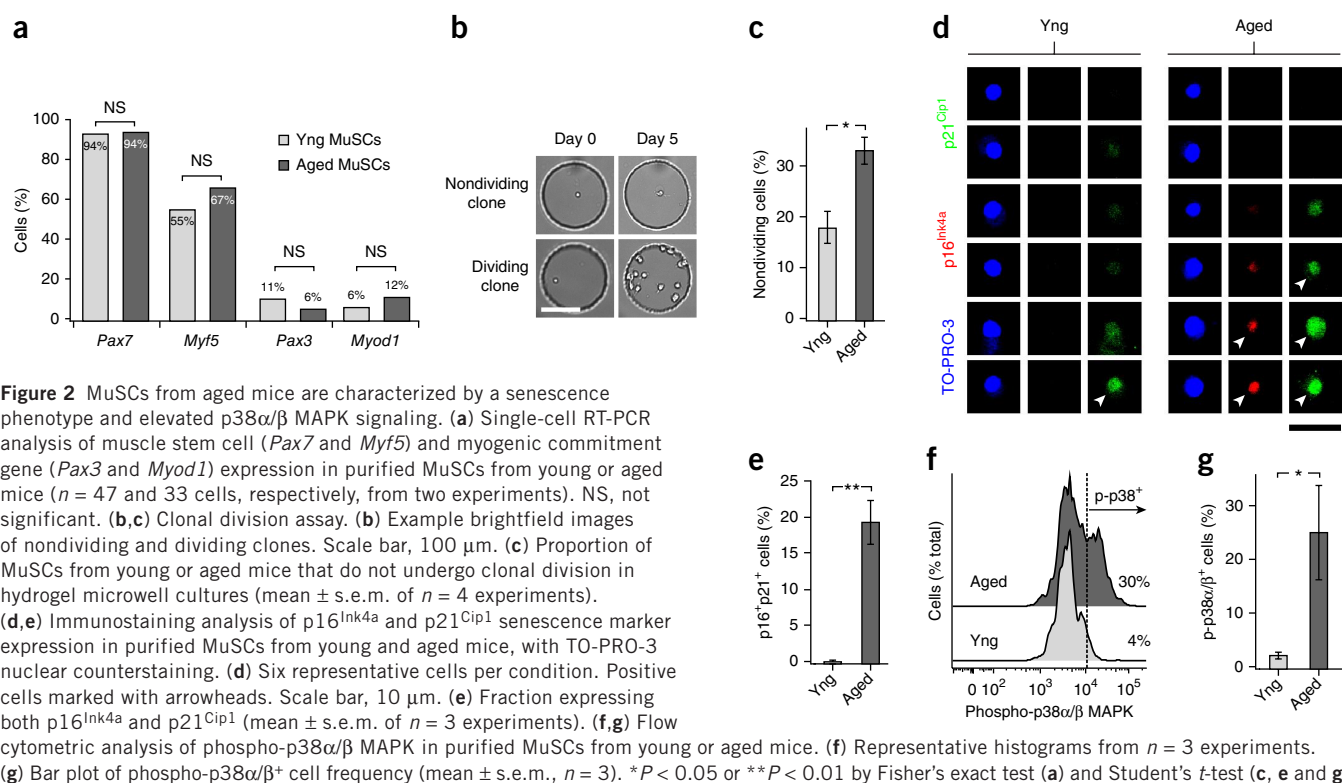 a
NS
NS
NS
NS
Yng MuSCs
Aged MuSCs
Cells (%)
100
80
60
40
20
0
94%
94%
55%
67%
11%
6%
6%
12%
Pax7
Myf5
Pax3
Myod1
b
Day 0
Day 5
Nondividing
clone
Dividing
clone
c
*
Nondividing cells (%)
30
20
10
0
Yng
Aged
d
Yng
Aged
p21Cip1
p16Ink4a
TO-PRO-3
Figure 2 MuSCs from aged mice are characterized by a senescence
phenotype and elevated p38α/β MAPK signaling. (a) Single-cell RT-PCR
analysis of muscle stem cell (Pax7 and Myf5) and myogenic commitment
gene (Pax3 and Myod1) expression in purified MuSCs from young or aged
mice (n = 47 and 33 cells, respectively, from two experiments). NS, not
significant. (b,c) Clonal division assay. (b) Example brightfield images
of nondividing and dividing clones. Scale bar, 100 μm. (c) Proportion of
MuSCs from young or aged mice that do not undergo clonal division in
hydrogel microwell cultures (mean ± s.e.m. of n = 4 experiments).
(d,e) Immunostaining analysis of p16Ink4a and p21Cip1 senescence marker
expression in purified MuSCs from young and aged mice, with TO-PRO-3
nuclear counterstaining. (d) Six representative cells per condition. Positive
cells marked with arrowheads. Scale bar, 10 μm. (e) Fraction expressing
both p16Ink4a and p21Cip1 (mean ± s.e.m. of n = 3 experiments). (f,g) Flow
cytometric analysis of phospho-p38α/β MAPK in purified MuSCs from young or aged mice. (f) Representative histograms from n = 3 experiments.
(g) Bar plot of phospho-p38α/β+ cell frequency (mean ± s.e.m., n = 3). *P < 0.05 or **P < 0.01 by Fisher's exact test (a) and Student's t-test (c, e and g
e
**
p16+p21+ cells (%)
25
20
15
10
5
0
Yng
Aged
f
p-p38+
Cells (% total)
Aged
30%
Yng
4%
0 10² 10³ 10⁴ 10⁵
Phospho-p38α/β MAPK
g
*
p-p38α/β+ cells (%)
30
20
10
0
Yng
Aged